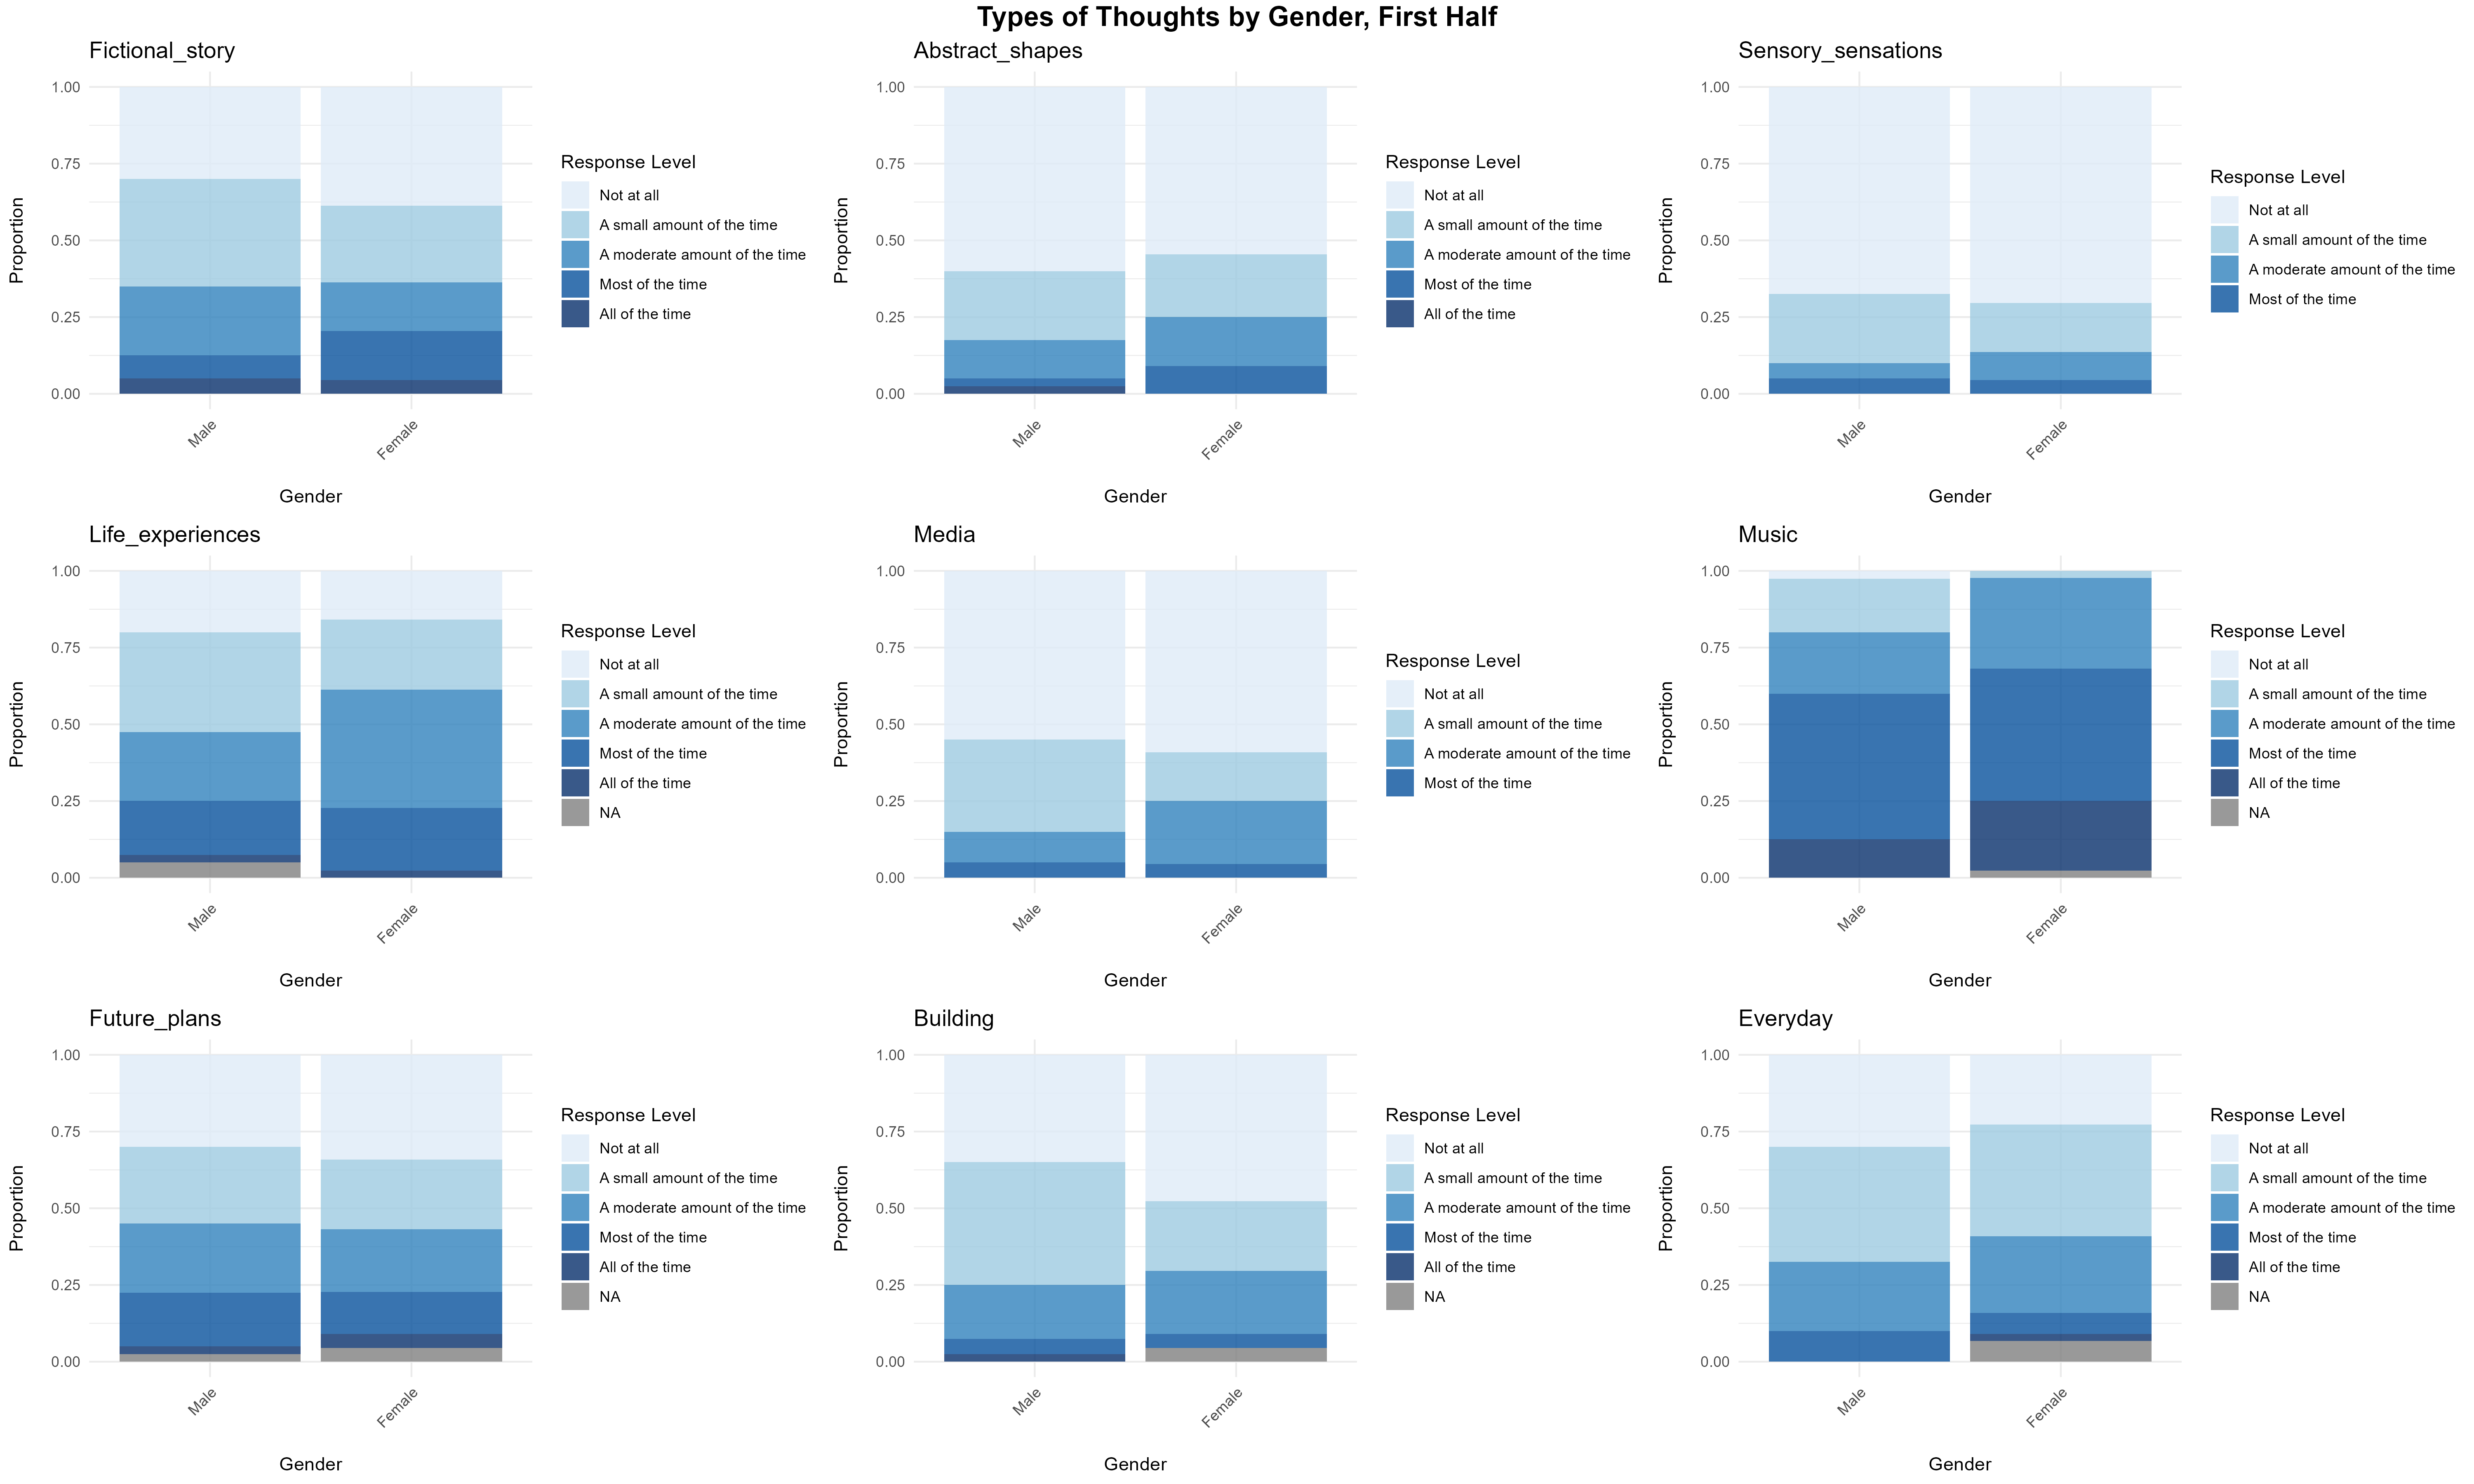 Types of Thoughts by Gender, First Half
Fictional_story
1.00
0.75
0.50
0.25
0.00
Proportion
Male
Female
Gender
Response Level
Not at all
A small amount of the time
A moderate amount of the time
Most of the time
All of the time
Abstract_shapes
1.00
0.75
0.50
0.25
0.00
Proportion
Male
Female
Gender
Response Level
Not at all
A small amount of the time
A moderate amount of the time
Most of the time
All of the time
Sensory_sensations
1.00
0.75
0.50
0.25
0.00
Proportion
Male
Female
Gender
Response Level
Not at all
A small amount of the time
A moderate amount of the time
Most of the time
Life_experiences
1.00
0.75
0.50
0.25
0.00
Proportion
Male
Female
Gender
Response Level
Not at all
A small amount of the time
A moderate amount of the time
Most of the time
All of the time
NA
Media
1.00
0.75
0.50
0.25
0.00
Proportion
Male
Female
Gender
Response Level
Not at all
A small amount of the time
A moderate amount of the time
Most of the time
Music
1.00
0.75
0.50
0.25
0.00
Proportion
Male
Female
Gender
Response Level
Not at all
A small amount of the time
A moderate amount of the time
Most of the time
All of the time
NA
Future_plans
1.00
0.75
0.50
0.25
0.00
Proportion
Male
Female
Gender
Response Level
Not at all
A small amount of the time
A moderate amount of the time
Most of the time
All of the time
NA
Building
1.00
0.75
0.50
0.25
0.00
Proportion
Male
Female
Gender
Response Level
Not at all
A small amount of the time
A moderate amount of the time
Most of the time
All of the time
NA
Everyday
1.00
0.75
0.50
0.25
0.00
Proportion
Male
Female
Gender
Response Level
Not at all
A small amount of the time
A moderate amount of the time
Most of the time
All of the time
NA